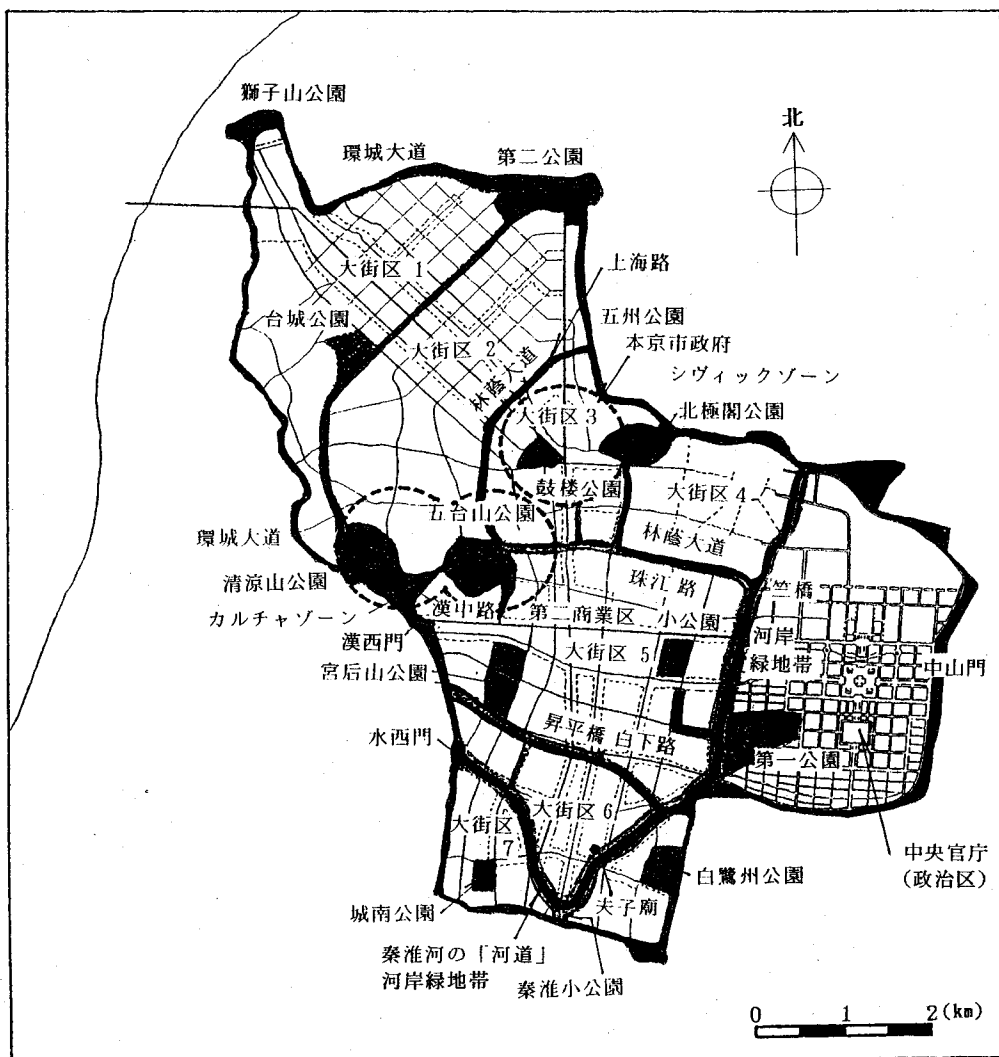 獅子山公園
北
環城大道
第二公園
大街区 1
上海路
台城公園
五州公園
大街区 2
本京市政府
林蔭大道
シヴィックゾーン
大街区 3
北極閣公園
鼓楼公園
大街区 4
五台山公園
環城大道
林蔭大道
清涼山公園
珠江路
竺橋
カルチャゾーン
漢中路
第二商業区
小公園
漢西門
大街区 5
河岸
緑地帯
中山門
宮后山公園
昇平橋
白下路
水西門
第一公園
大街区 6
大街区
7
中央官庁
(政治区)
白鷺州公園
城南公園
夫子廟
秦淮河の「河道」
河岸緑地帯
秦淮小公園
0 1 2(km)